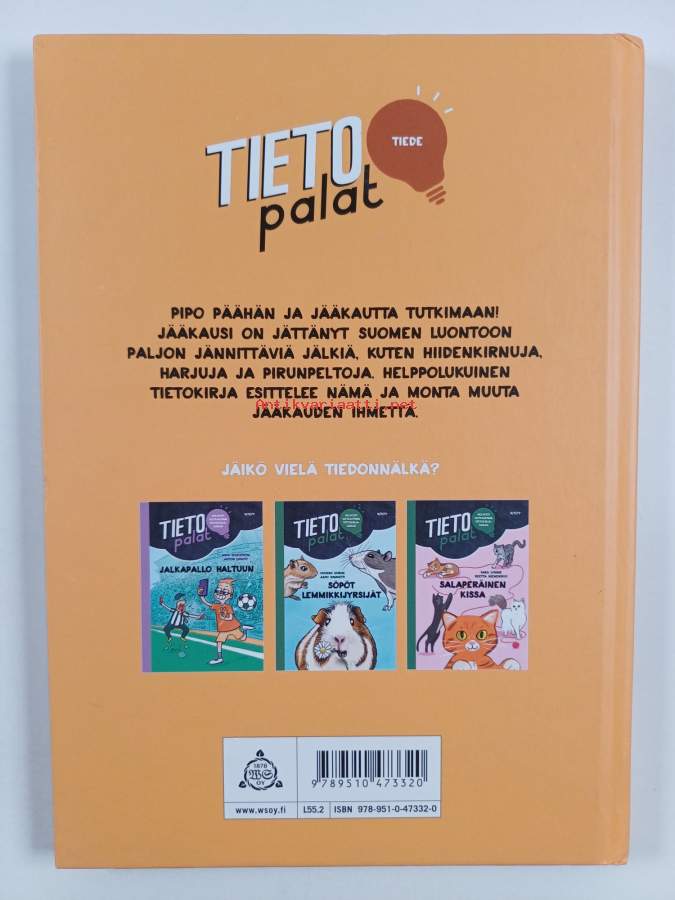 TIETO
palat
TIEDE
PIPO PÄÄHÄN JA JÄÄKAUTTA TUTKIMAAN!
JÄÄKAUSI ON JÄTTÄNYT SUOMEN LUONTOON
PALJON JÄNNITTÄVIÄ JÄLKIÄ, KUTEN HIIDENKIRNUJA,
HARJUJA JA PIRUNPELTOJA. HELPPOLUKUINEN
TIETOKIRJA ESITTELEE NÄMÄ JA MONTA MUUTA
JÄÄKAUDEN IHMETTÄ.
Antikvariaatti.net
JÄIKÖ VIELÄ TIEDONNÄLKÄ?
TIETO
palat
JALKAPALLO HALTUUN
TIETO
palat
SÖPÖT
LEMMIKKIJYRSIJÄT
TIETO
palat
SALAPERÄINEN
KISSA
1878
WS
OY
9 789510 473320
www.wsoy.fi
L55.2
ISBN 978-951-0-47332-0